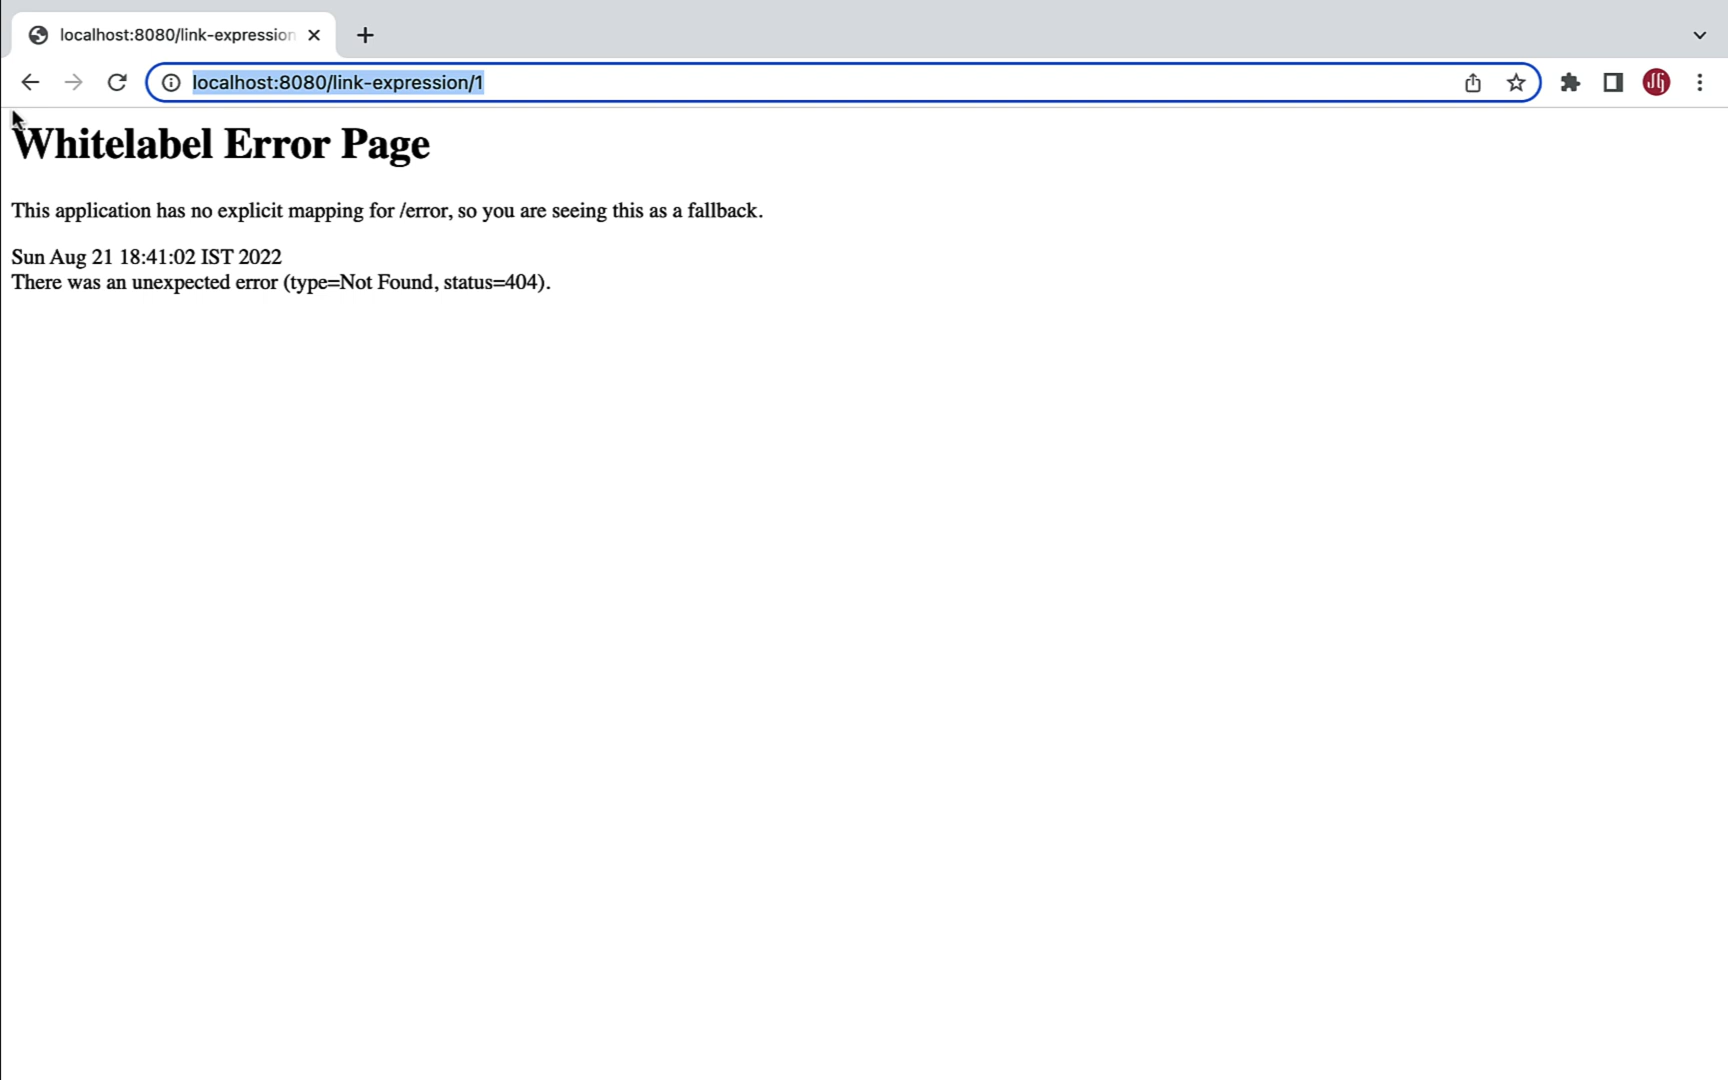 localhost:8080/link-expression
localhost:8080/link-expression/1
Whitelabel Error Page
This application has no explicit mapping for /error, so you are seeing this as a fallback.
Sun Aug 21 18:41:02 IST 2022
There was an unexpected error (type=Not Found, status=404).